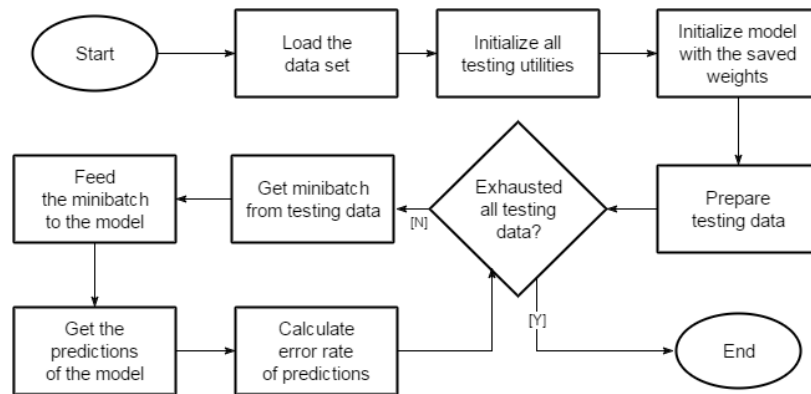 Start
Load the
data set
Initialize all
testing utilities
Initialize model
with the saved
weights
Prepare
testing data
Exhausted
all testing
data?
[N]
Get minibatch
from testing data
Feed
the minibatch
to the model
Get the
predictions
of the model
Calculate
error rate
of predictions
[Y]
End